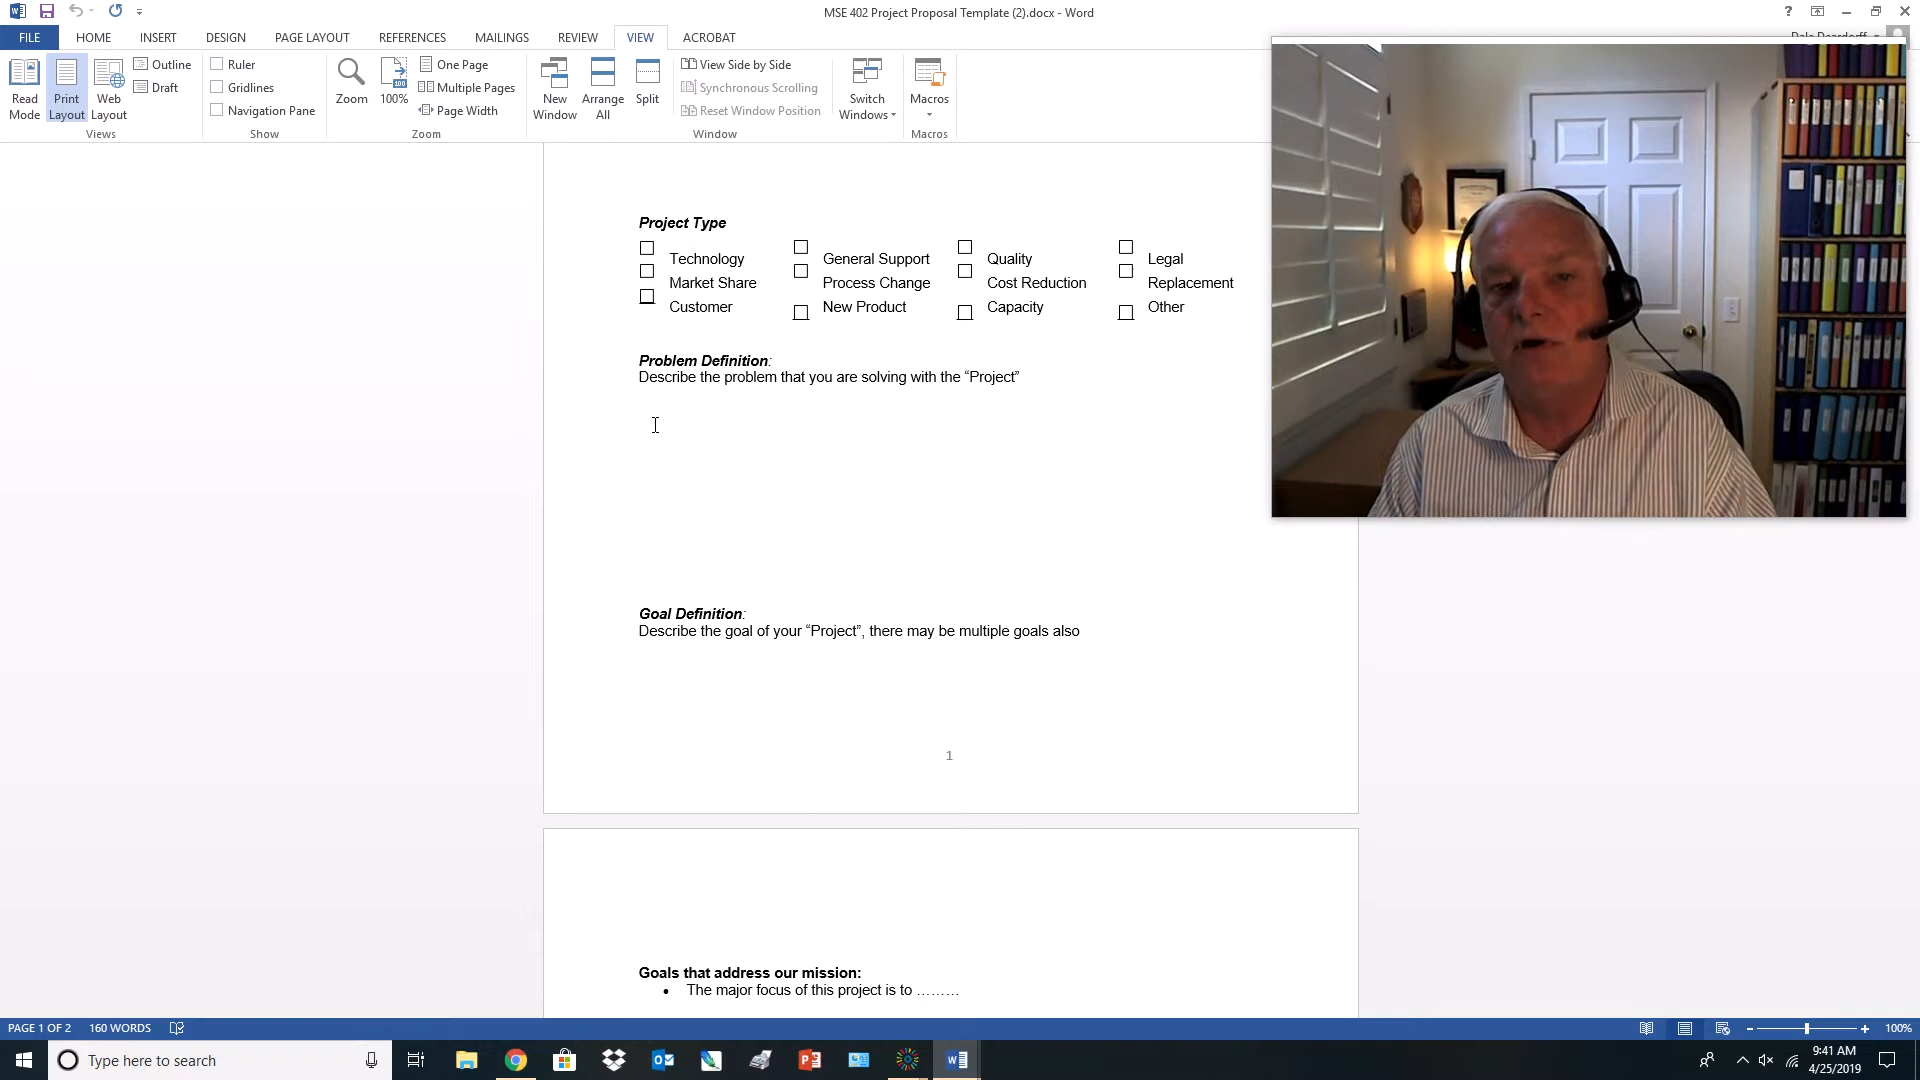 MSE 402 Project Proposal Template (2).docx - Word
FILE HOME INSERT DESIGN PAGE LAYOUT REFERENCES MAILINGS REVIEW VIEW ACROBAT
Dale Deardorff
Read Mode
Print Layout
Web Layout
Outline
Draft
Views
Ruler
Gridlines
Navigation Pane
Show
Zoom
100%
One Page
Multiple Pages
Page Width
Zoom
New Window
Arrange All
Split
View Side by Side
Synchronous Scrolling
Reset Window Position
Window
Switch Windows
Macros
Macros
Project Type
Technology General Support Quality Legal
Market Share Process Change Cost Reduction Replacement
Customer New Product Capacity Other
Problem Definition:
Describe the problem that you are solving with the “Project”
Goal Definition:
Describe the goal of your “Project”, there may be multiple goals also
1
Goals that address our mission:
• The major focus of this project is to ………
PAGE 1 OF 2 160 WORDS 100%
Type here to search
9:41 AM
4/25/2019